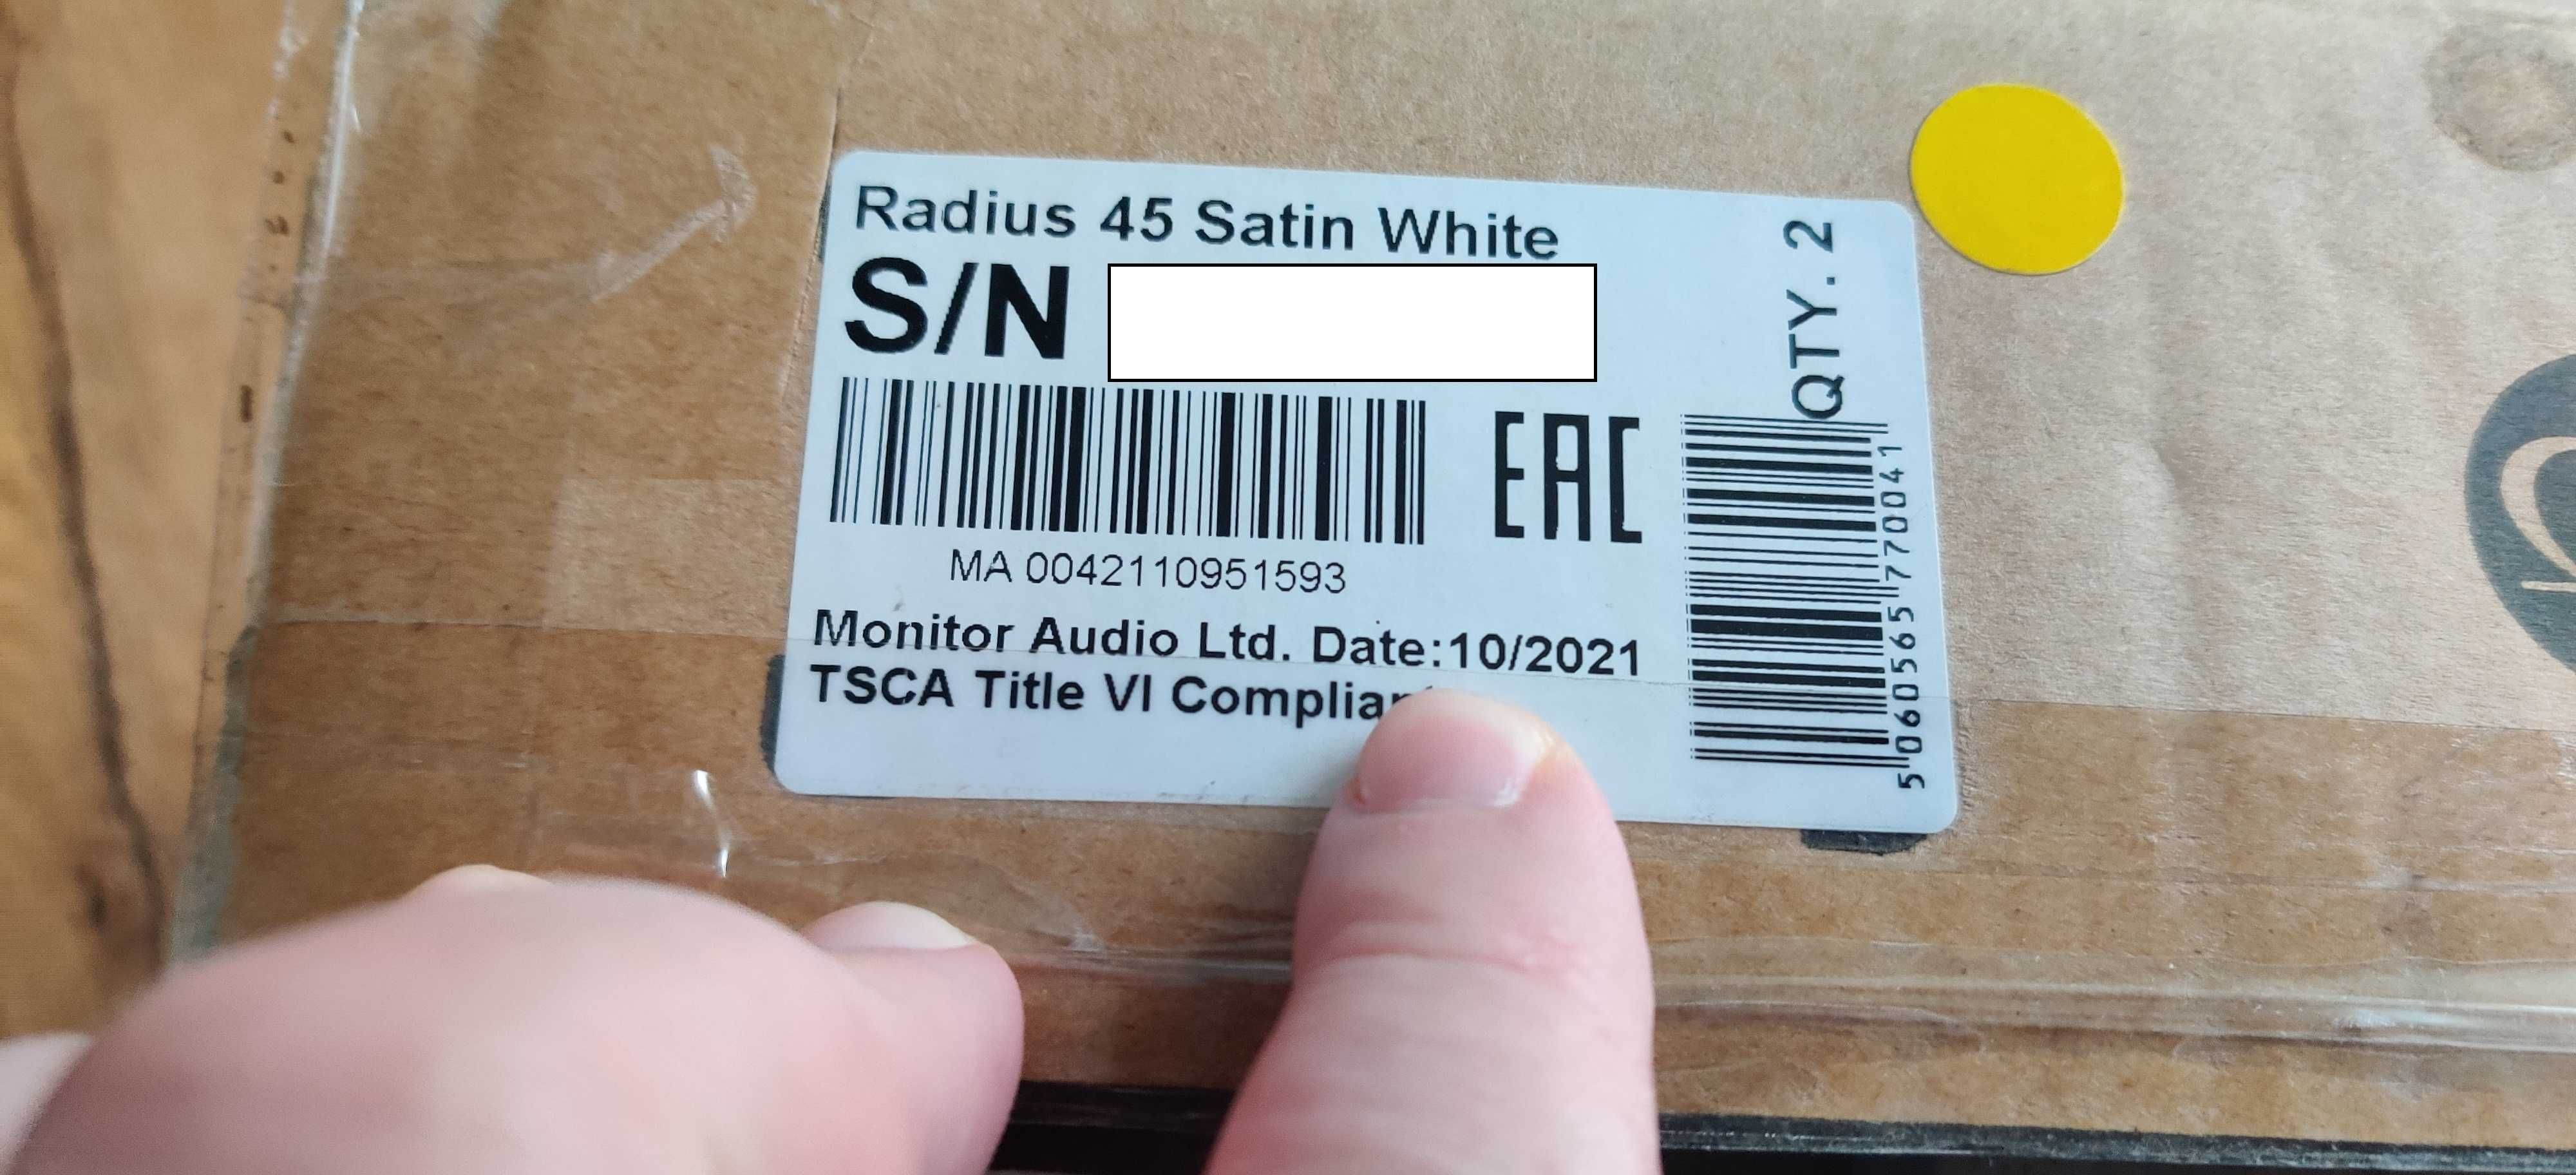 Radius 45 Satin White
S/N
QTY. 2
EAC
MA 0042110951593
5060565770041
Monitor Audio Ltd. Date:10/2021
TSCA Title VI